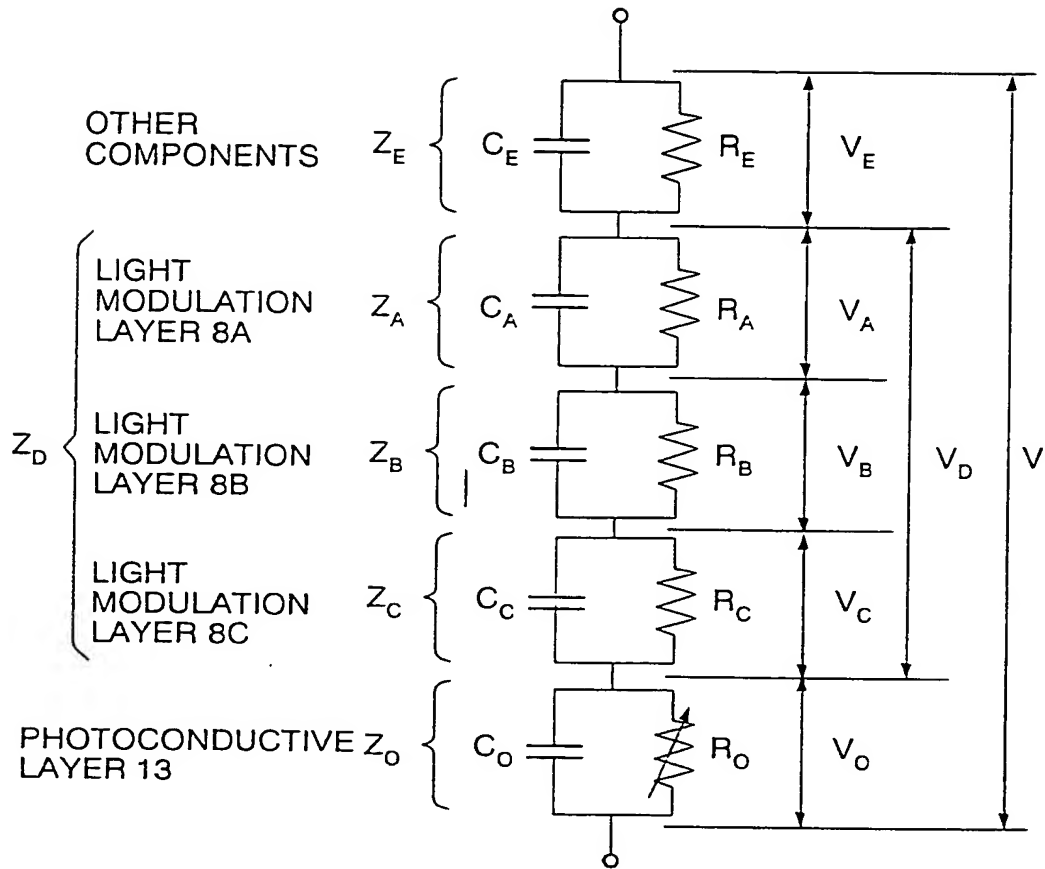 OTHER
COMPONENTS
Z_E
C_E
R_E
V_E
LIGHT
MODULATION
LAYER 8A
Z_A
C_A
R_A
V_A
Z_D
LIGHT
MODULATION
LAYER 8B
Z_B
C_B
R_B
V_B
V_D
V
LIGHT
MODULATION
LAYER 8C
Z_C
C_C
R_C
V_C
PHOTOCONDUCTIVE
LAYER 13
Z_O
C_O
R_O
V_O